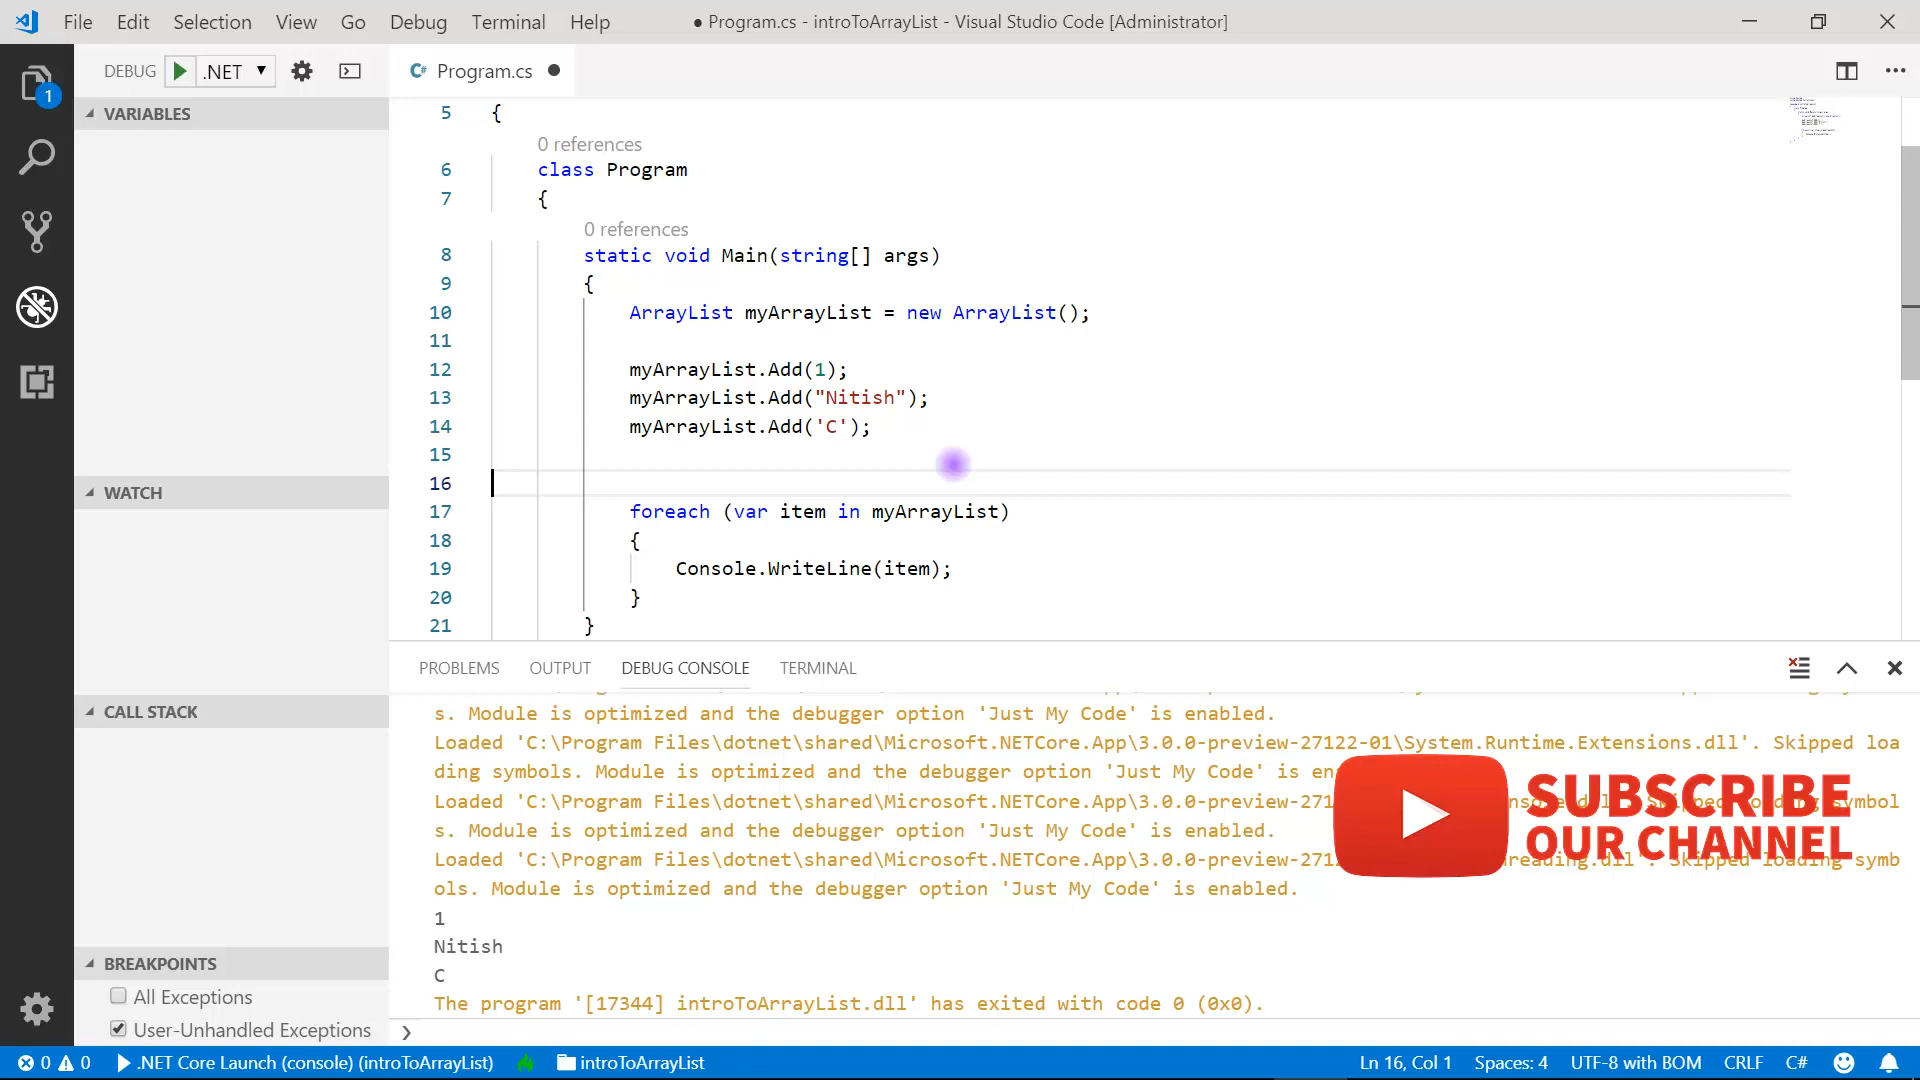 File Edit Selection View Go Debug Terminal Help ● Program.cs - introToArrayList - Visual Studio Code [Administrator]
DEBUG .NET
C# Program.cs
1
VARIABLES
WATCH
CALL STACK
BREAKPOINTS
All Exceptions
User-Unhandled Exceptions
5 {
0 references
6 class Program
7 {
0 references
8 static void Main(string[] args)
9 {
10 ArrayList myArrayList = new ArrayList();
11
12 myArrayList.Add(1);
13 myArrayList.Add("Nitish");
14 myArrayList.Add('C');
15
16
17 foreach (var item in myArrayList)
18 {
19 Console.WriteLine(item);
20 }
21 }
PROBLEMS OUTPUT DEBUG CONSOLE TERMINAL
s. Module is optimized and the debugger option 'Just My Code' is enabled.
Loaded 'C:\Program Files\dotnet\shared\Microsoft.NETCore.App\3.0.0-preview-27122-01\System.Runtime.Extensions.dll'. Skipped loa
ding symbols. Module is optimized and the debugger option 'Just My Code' is
Loaded 'C:\Program Files\dotnet\shared\Microsoft.NETCore.App\3.0.0-preview-271 Skipped loading symbol
s. Module is optimized and the debugger option 'Just My Code' is enabled.
Loaded 'C:\Program Files\dotnet\shared\Microsoft.NETCore.App\3.0.0-preview-271 Skipped loading symb
ols. Module is optimized and the debugger option 'Just My Code' is enabled.
1
Nitish
C
The program '[17344] introToArrayList.dll' has exited with code 0 (0x0).
SUBSCRIBE
OUR CHANNEL
0 0 .NET Core Launch (console) (introToArrayList) introToArrayList Ln 16, Col 1 Spaces: 4 UTF-8 with BOM CRLF C#